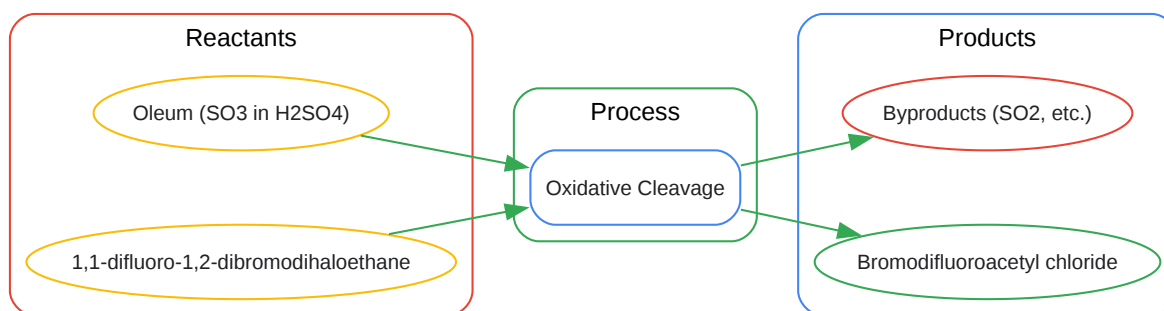 Reactants
Oleum (SO3 in H2SO4)
1,1-difluoro-1,2-dibromodihaloethane
Process
Oxidative Cleavage
Products
Byproducts (SO2, etc.)
Bromodifluoroacetyl chloride